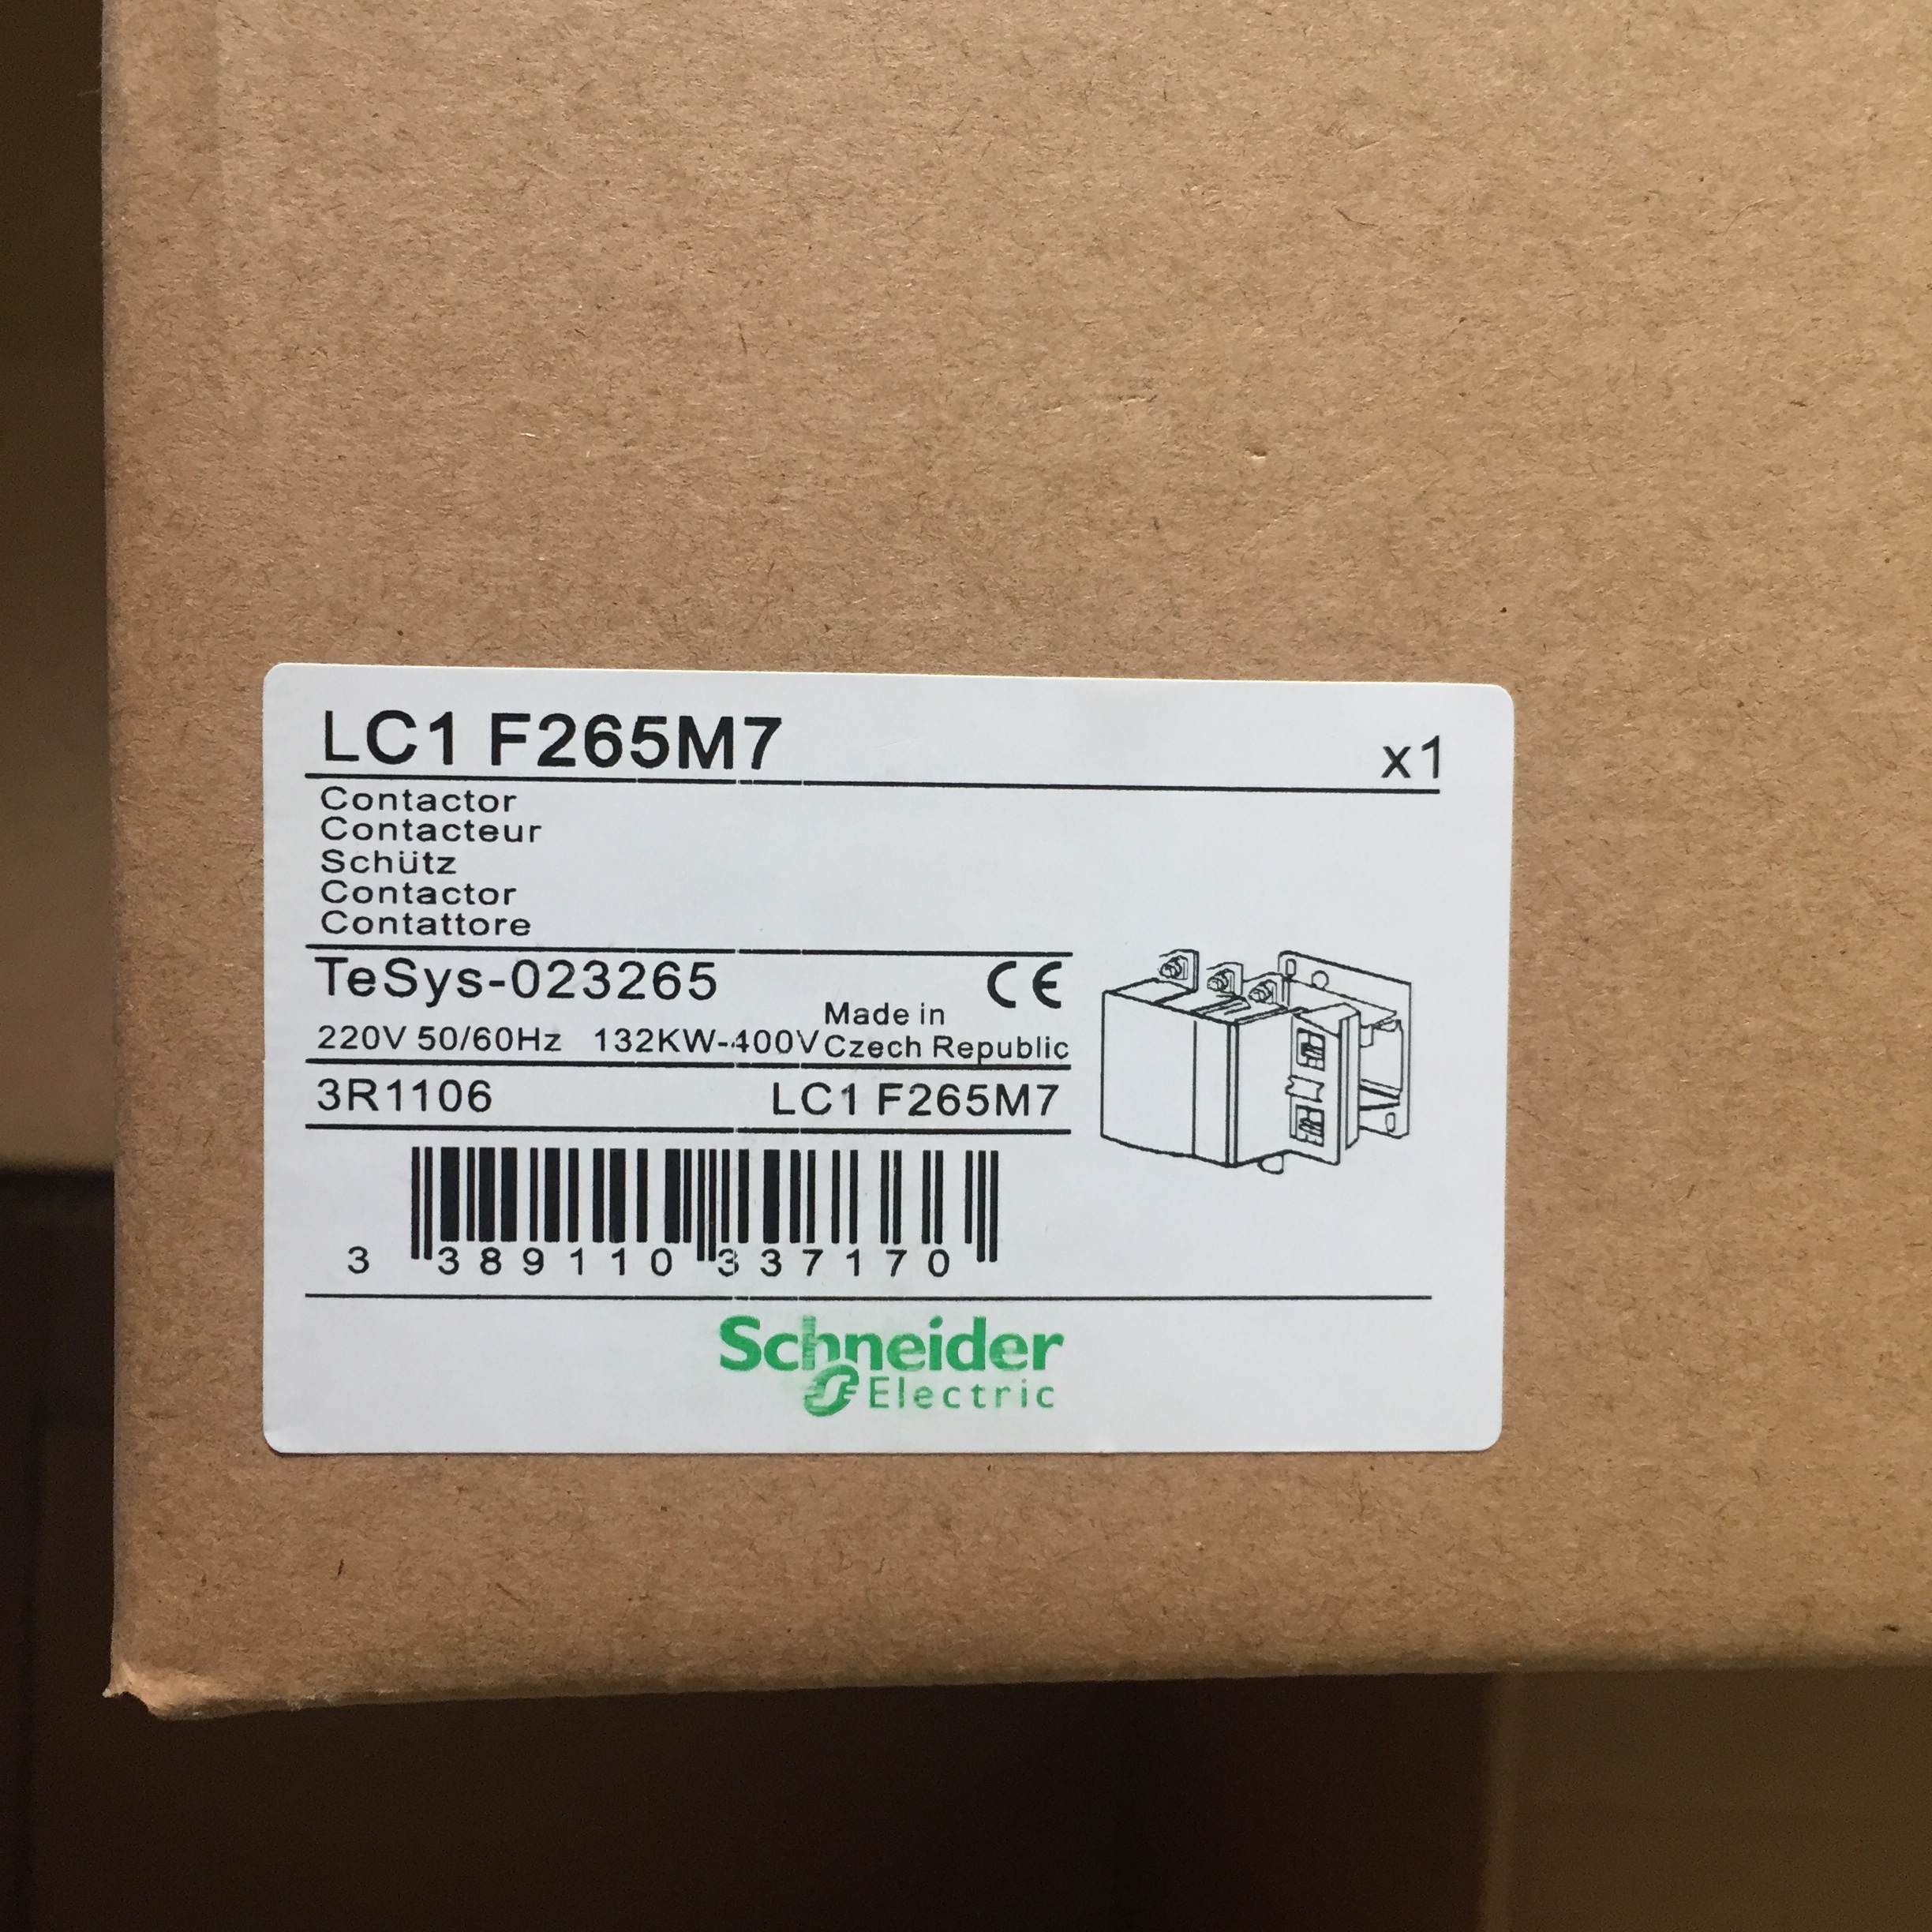 LC1 F265M7 x1
Contactor
Contacteur
Schütz
Contactor
Contattore
TeSys-023265 CE
220V 50/60Hz 132KW-400V Made in
Czech Republic
3R1106 LC1 F265M7
3 389110 337170
Schneider
Electric